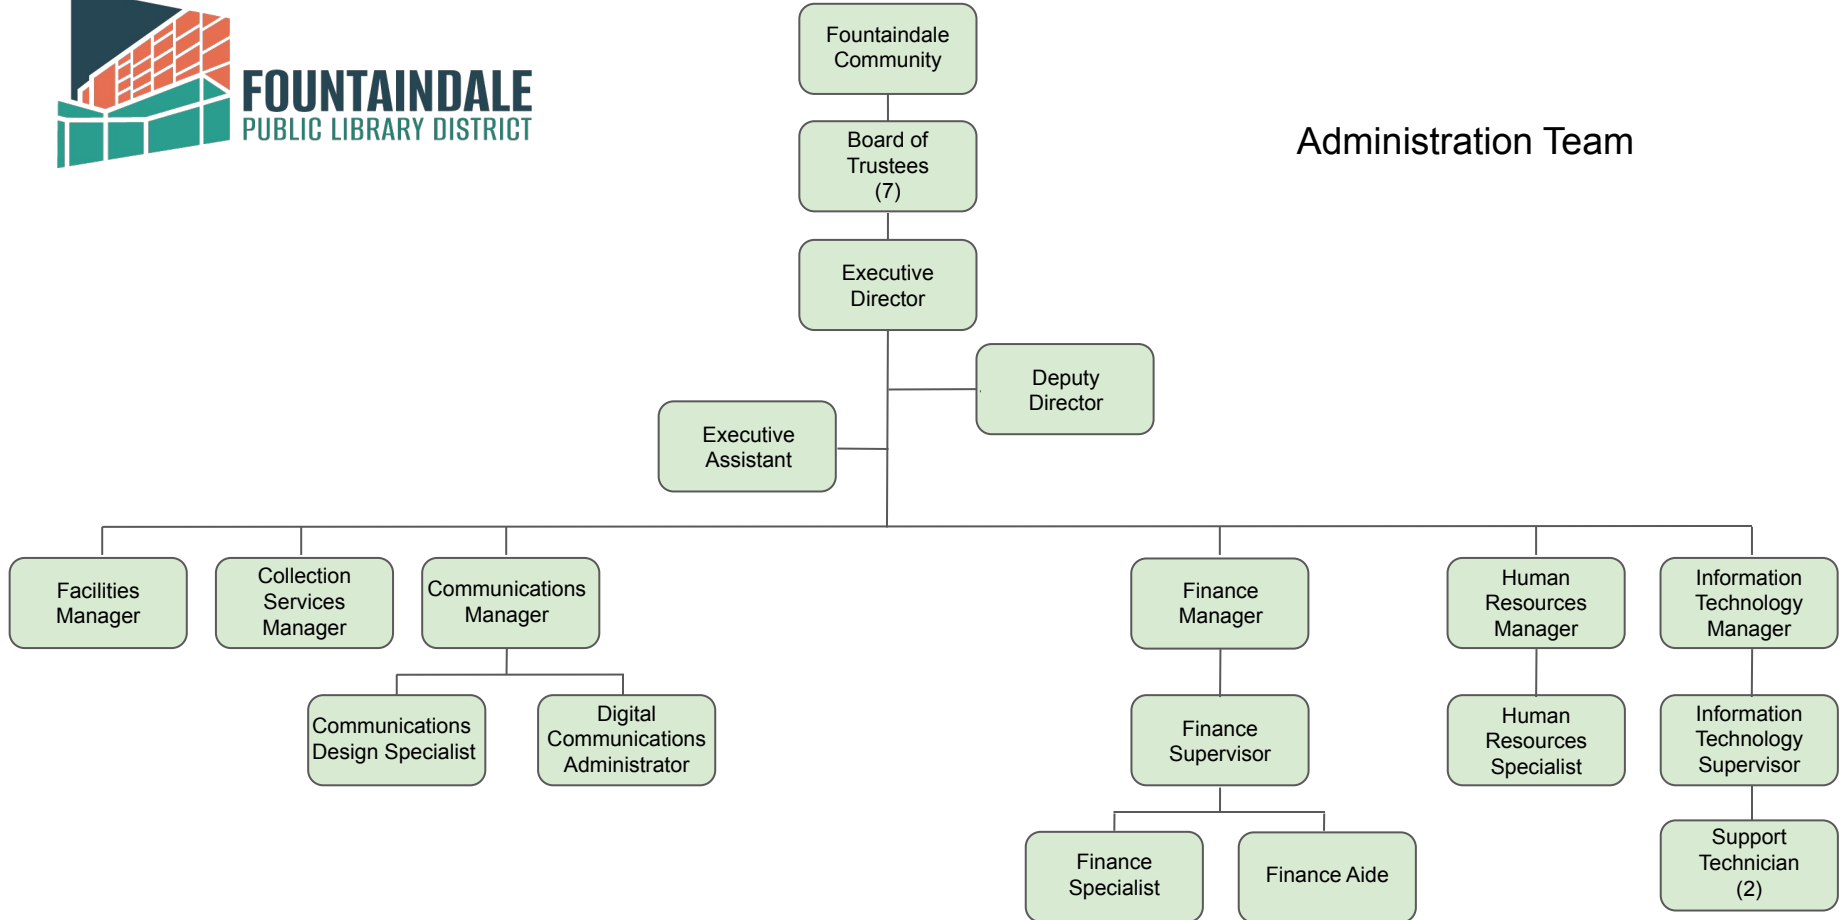 FOUNTAINDALE
PUBLIC LIBRARY DISTRICT
Administration Team
Fountaindale
Community
Board of
Trustees
(7)
Executive
Director
Deputy
Director
Executive
Assistant
Facilities
Manager
Collection
Services
Manager
Communications
Manager
Finance
Manager
Human
Resources
Manager
Information
Technology
Manager
Communications
Design Specialist
Digital
Communications
Administrator
Finance
Supervisor
Human
Resources
Specialist
Information
Technology
Supervisor
Finance
Specialist
Finance Aide
Support
Technician
(2)